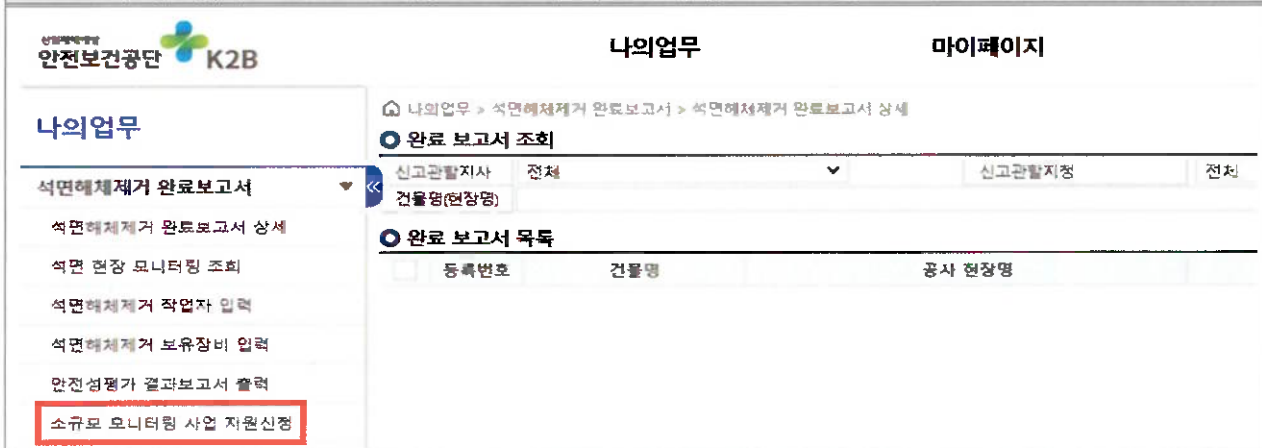 산업재해예방
안전보건공단 K2B
나의업무 마이페이지
나의업무
나의업무 > 석면해체제거 완료보고서 > 석면해체제거 완료보고서 상세
완료 보고서 조회
신고관할지사 전체 신고관할지청 전체
건물명(현장명)
석면해체제거 완료보고서
석면해체제거 완료보고서 상세
석면 현장 모니터링 조회
석면해체제거 작업자 입력
석면해체제거 보유장비 입력
안전성평가 결과보고서 출력
소규모 모니터링 사업 지원신청
완료 보고서 목록
등록번호 건물명 공사 현장명